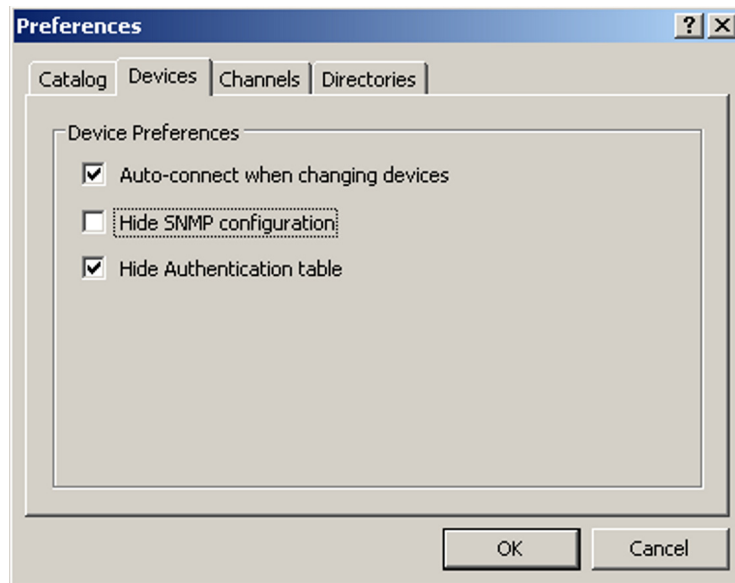 Preferences
Catalog Devices Channels Directories
Device Preferences
Auto-connect when changing devices
Hide SNMP configuration
Hide Authentication table
OK Cancel